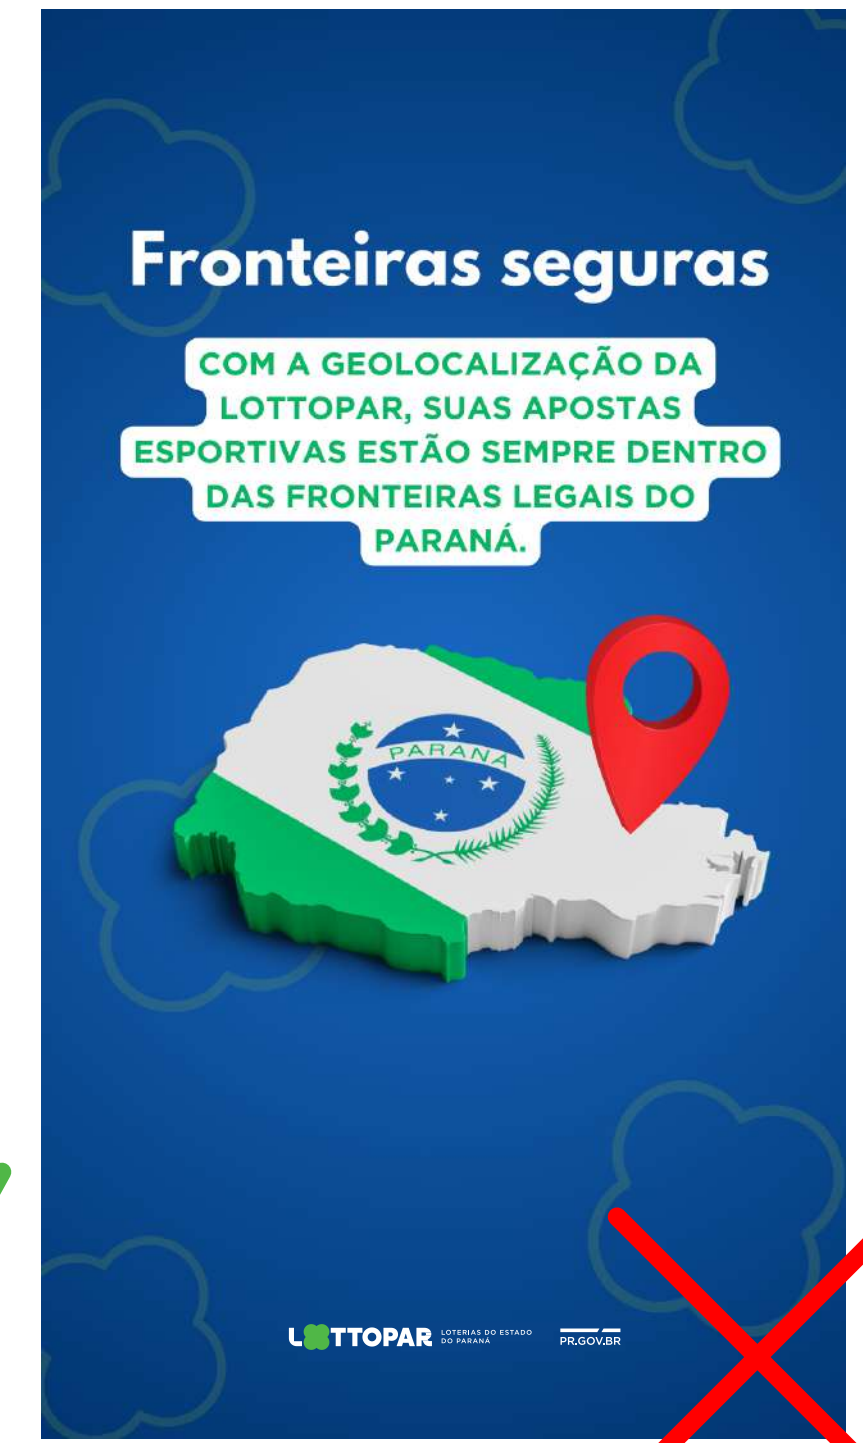 Fronteiras seguras
COM A GEOLOCALIZAÇÃO DA
LOTTOPAR, SUAS APOSTAS
ESPORTIVAS ESTÃO SEMPRE DENTRO
DAS FRONTEIRAS LEGAIS DO
PARANÁ.
PARANÁ
LOTTOPAR LOTERIAS DO ESTADO
DO PARANÁ
PR.GOV.BR